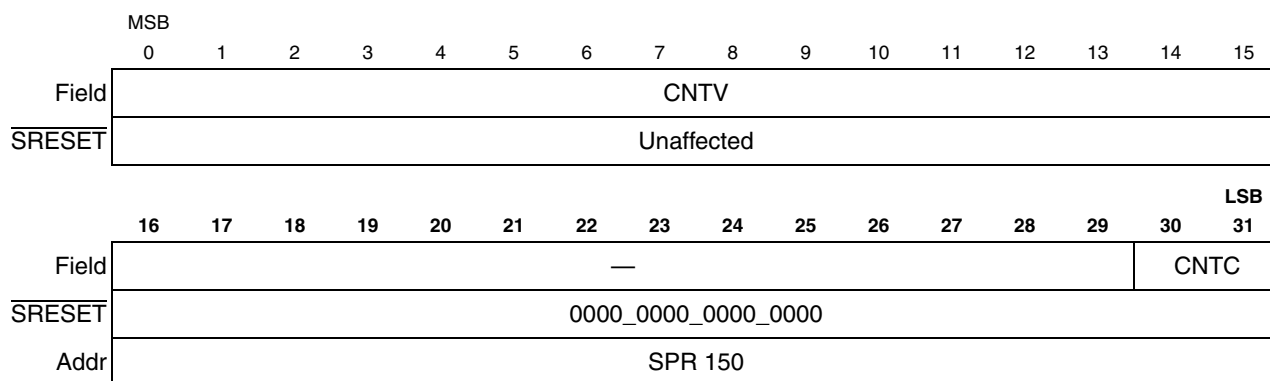 MSB
0 1 2 3 4 5 6 7 8 9 10 11 12 13 14 15
Field CNTV
SRESET Unaffected
LSB
16 17 18 19 20 21 22 23 24 25 26 27 28 29 30 31
Field — CNTC
SRESET 0000_0000_0000_0000
Addr SPR 150